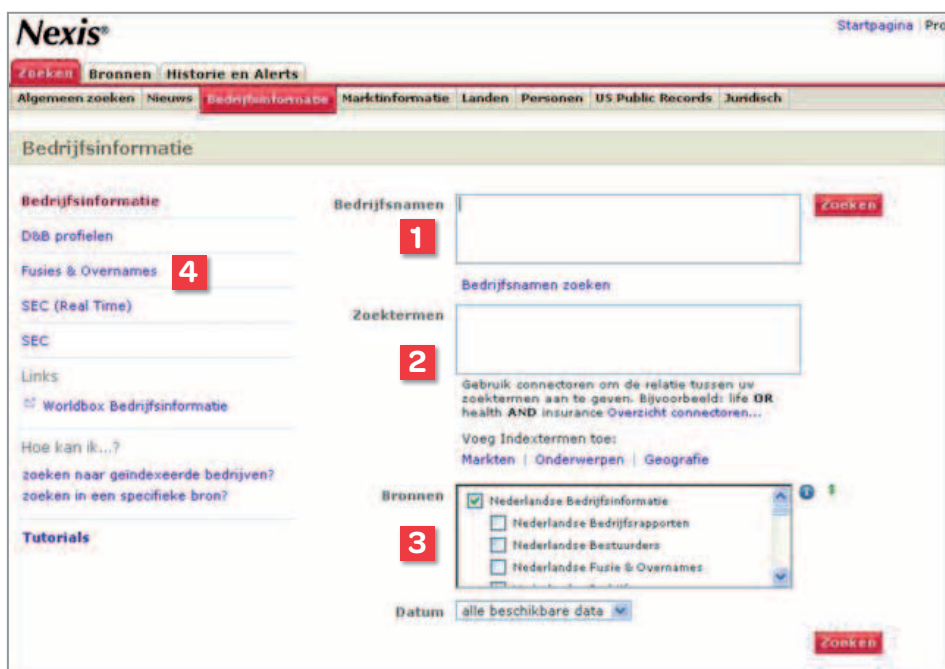 Nexis®
Startpagina | Pro
Zoeken Bronnen Historie en Alerts
Algemeen zoeken Nieuws Bedrijfsinformatie Marktinformatie Landen Personen US Public Records Juridisch
Bedrijfsinformatie
Bedrijfsinformatie
D&B profielen
Fusies & Overnames 4
SEC (Real Time)
SEC
Links
Worldbox Bedrijfsinformatie
Hoe kan ik...?
zoeken naar geïndexeerde bedrijven?
zoeken in een specifieke bron?
Tutorials
Bedrijfsnamen
1
Zoeken
Bedrijfsnamen zoeken
Zoektermen
2
Gebruik connectoren om de relatie tussen uw
zoektermen aan te geven. Bijvoorbeeld: life OR
health AND insurance Overzicht connectoren...
Voeg Indextermen toe:
Markten | Onderwerpen | Geografie
Bronnen
3
Nederlandse Bedrijfsinformatie
Nederlandse Bedrijfsrapporten
Nederlandse Bestuurders
Nederlandse Fusie & Overnames
Datum alle beschikbare data
Zoeken